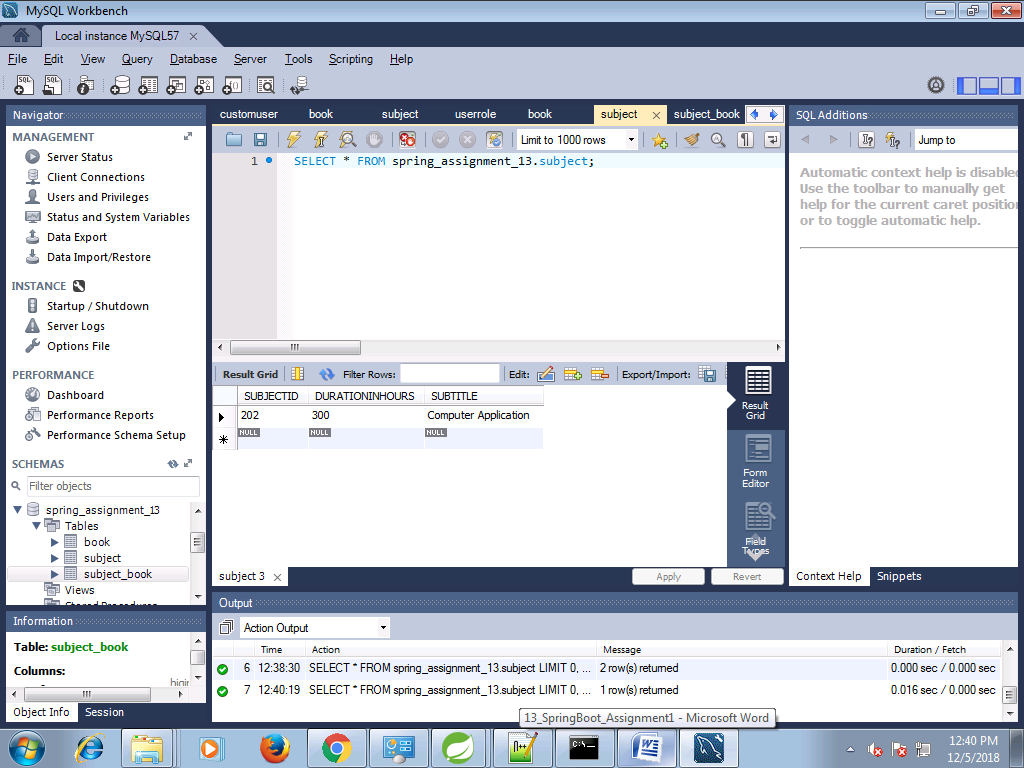 MySQL Workbench
Local instance MySQL57
File Edit View Query Database Server Tools Scripting Help
Navigator
MANAGEMENT
Server Status
Client Connections
Users and Privileges
Status and System Variables
Data Export
Data Import/Restore
INSTANCE
Startup / Shutdown
Server Logs
Options File
PERFORMANCE
Dashboard
Performance Reports
Performance Schema Setup
SCHEMAS
Filter objects
spring_assignment_13
Tables
book
subject
subject_book
Views
Stored Procedures
Information
Table: subject_book
Columns:
Object Info Session
customuser book subject userrole book subject subject_book
Limit to 1000 rows
1 SELECT * FROM spring_assignment_13.subject;
Result Grid Filter Rows: Edit: Export/Import:
SUBJECTID DURATIONINHOURS SUBTITLE
202 300 Computer Application
NULL NULL NULL
Result
Grid
Form
Editor
Field
Types
subject 3
Apply Revert
SQL Additions
Jump to
Automatic context help is disabled
Use the toolbar to manually get
help for the current caret position
or to toggle automatic help.
Context Help Snippets
Output
Action Output
Time Action Message Duration / Fetch
6 12:38:30 SELECT * FROM spring_assignment_13.subject LIMIT 0, ... 2 row(s) returned 0.000 sec / 0.000 sec
7 12:40:19 SELECT * FROM spring_assignment_13.subject LIMIT 0, ... 1 row(s) returned 0.016 sec / 0.000 sec
13_SpringBoot_Assignment1 - Microsoft Word
12:40 PM
12/5/2018